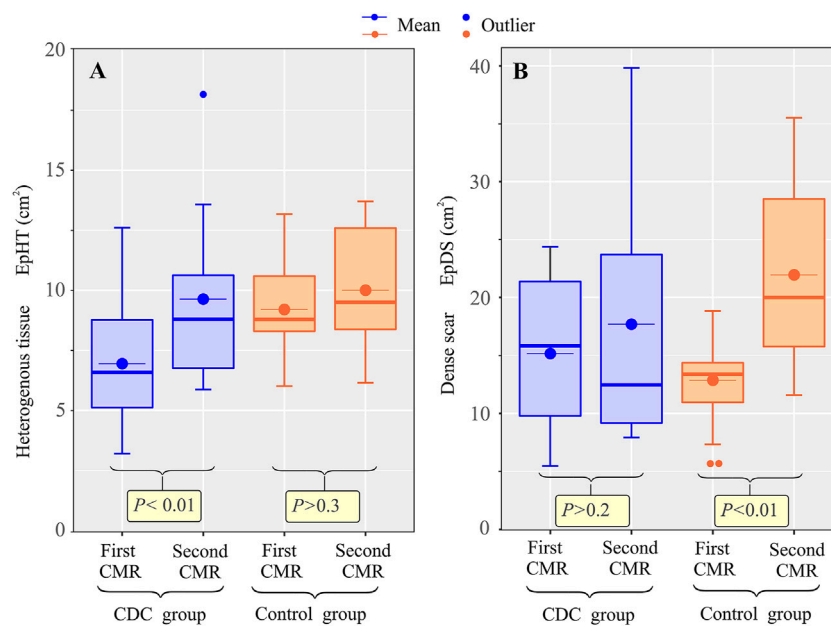 Mean
Outlier
A
Heterogenous tissue EpHT (cm²)
20
15
10
5
0
P< 0.01
P>0.3
First CMR
Second CMR
First CMR
Second CMR
CDC group
Control group
B
Dense scar EpDS (cm²)
40
30
20
10
0
P>0.2
P<0.01
First CMR
Second CMR
First CMR
Second CMR
CDC group
Control group